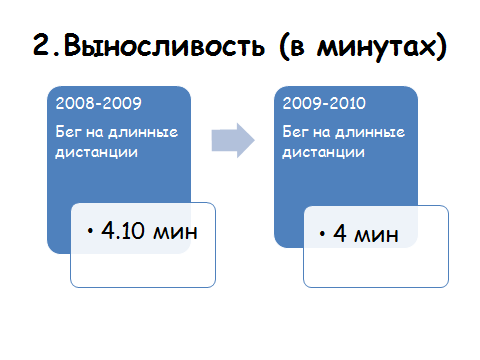 2.Выносливость (в минутах)
2008-2009
Бег на длинные
дистанции
• 4.10 мин
2009-2010
Бег на длинные
дистанции
• 4 мин